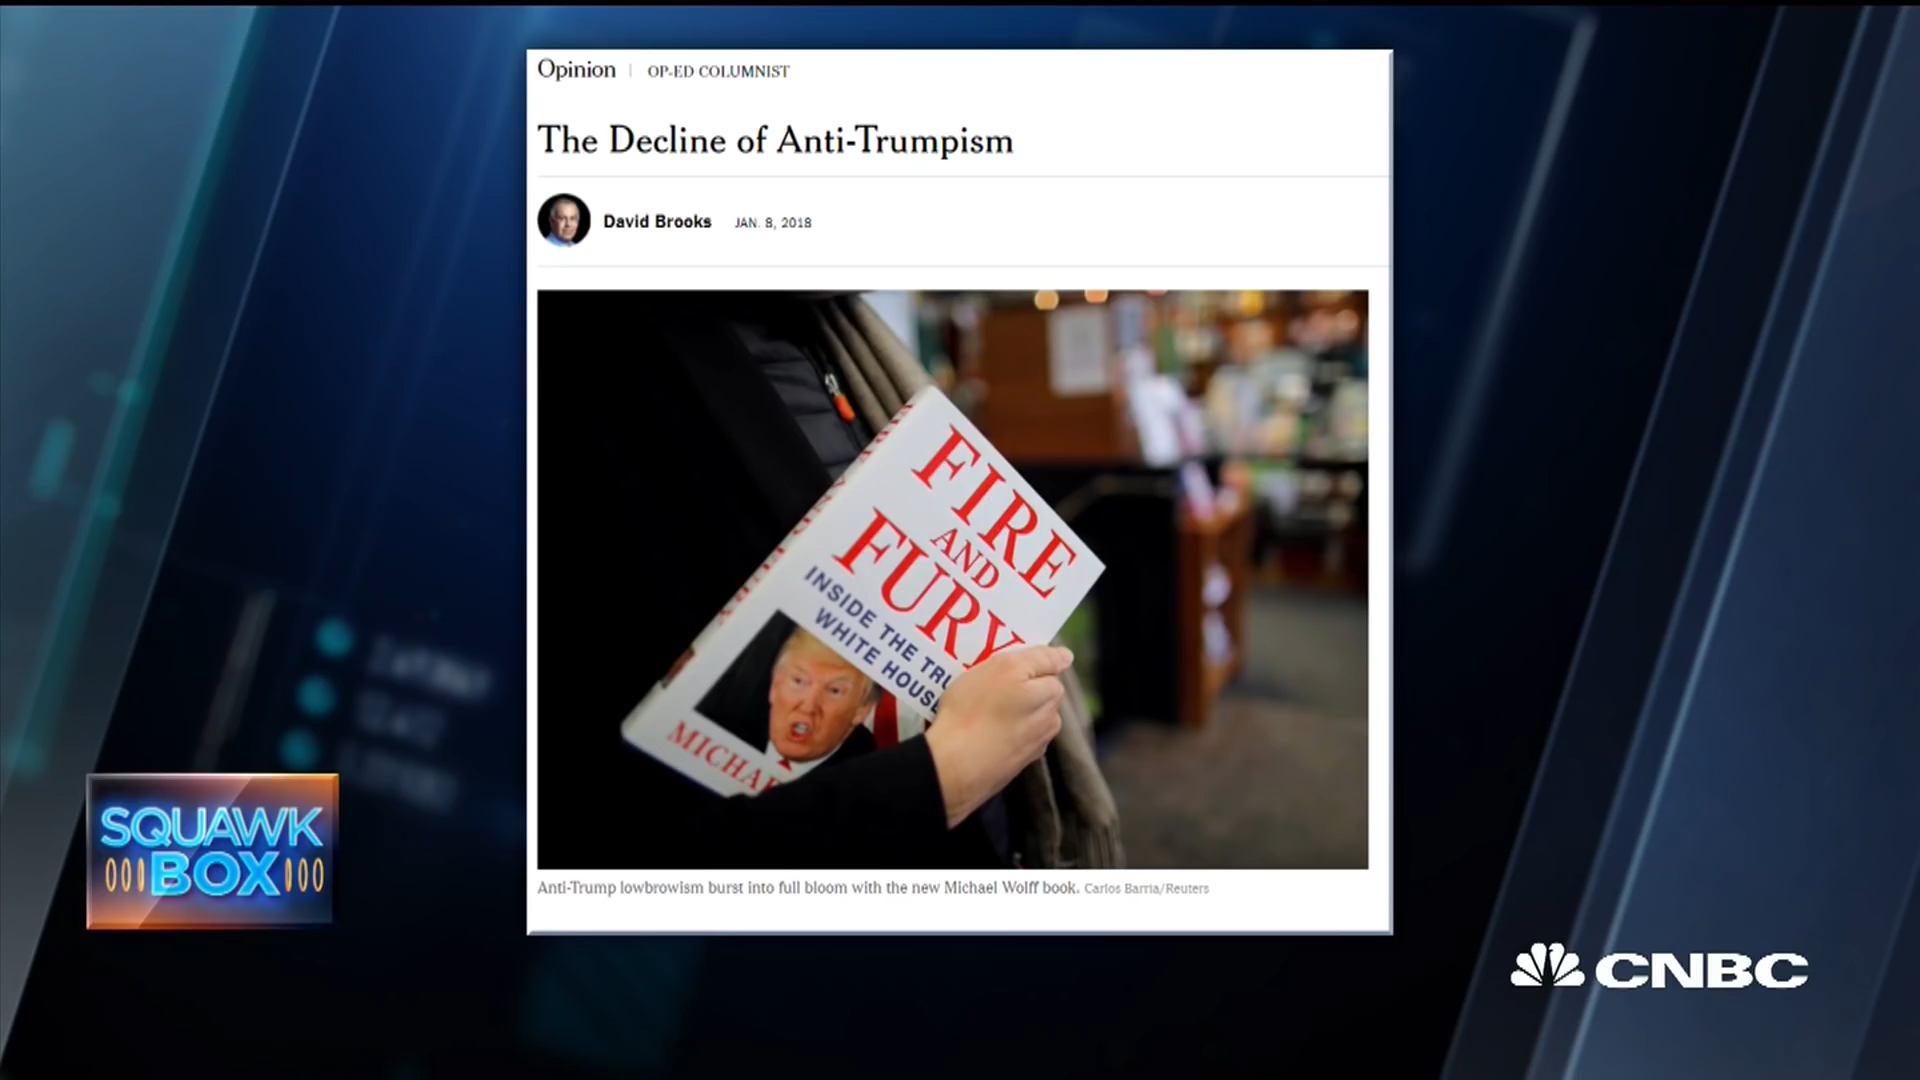 Opinion | OP-ED COLUMNIST
The Decline of Anti-Trumpism
David Brooks JAN. 8, 2018
FIRE
AND
FURY
INSIDE THE
WHITE HOUSE
Anti-Trump lowbrowism burst into full bloom with the new Michael Wolff book. Carlos Barria/Reuters
SQUAWK
BOX
CNBC